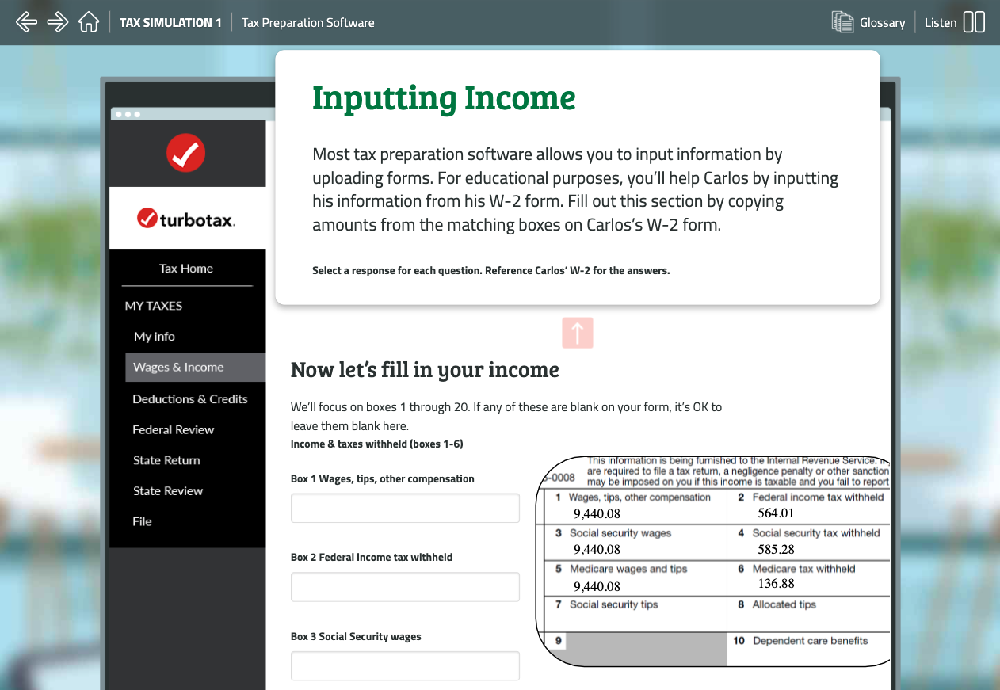 TAX SIMULATION 1
Tax Preparation Software
Glossary
Listen
Inputting Income
Most tax preparation software allows you to input information by
uploading forms. For educational purposes, you’ll help Carlos by inputting
his information from his W-2 form. Fill out this section by copying
amounts from the matching boxes on Carlos’s W-2 form.
Select a response for each question. Reference Carlos’ W-2 for the answers.
turbotax.
Tax Home
MY TAXES
My info
Wages & Income
Deductions & Credits
Federal Review
State Return
State Review
File
Now let’s fill in your income
We’ll focus on boxes 1 through 20. If any of these are blank on your form, it’s OK to
leave them blank here.
Income & taxes withheld (boxes 1-6)
Box 1 Wages, tips, other compensation
Box 2 Federal income tax withheld
Box 3 Social Security wages
This information is being furnished to the Internal Revenue Service.
are required to file a tax return, a negligence penalty or other sanction
-0008 may be imposed on you if this income is taxable and you fail to report
1 Wages, tips, other compensation
9,440.08
2 Federal income tax withheld
564.01
3 Social security wages
9,440.08
4 Social security tax withheld
585.28
5 Medicare wages and tips
9,440.08
6 Medicare tax withheld
136.88
7 Social security tips
8 Allocated tips
9
10 Dependent care benefits